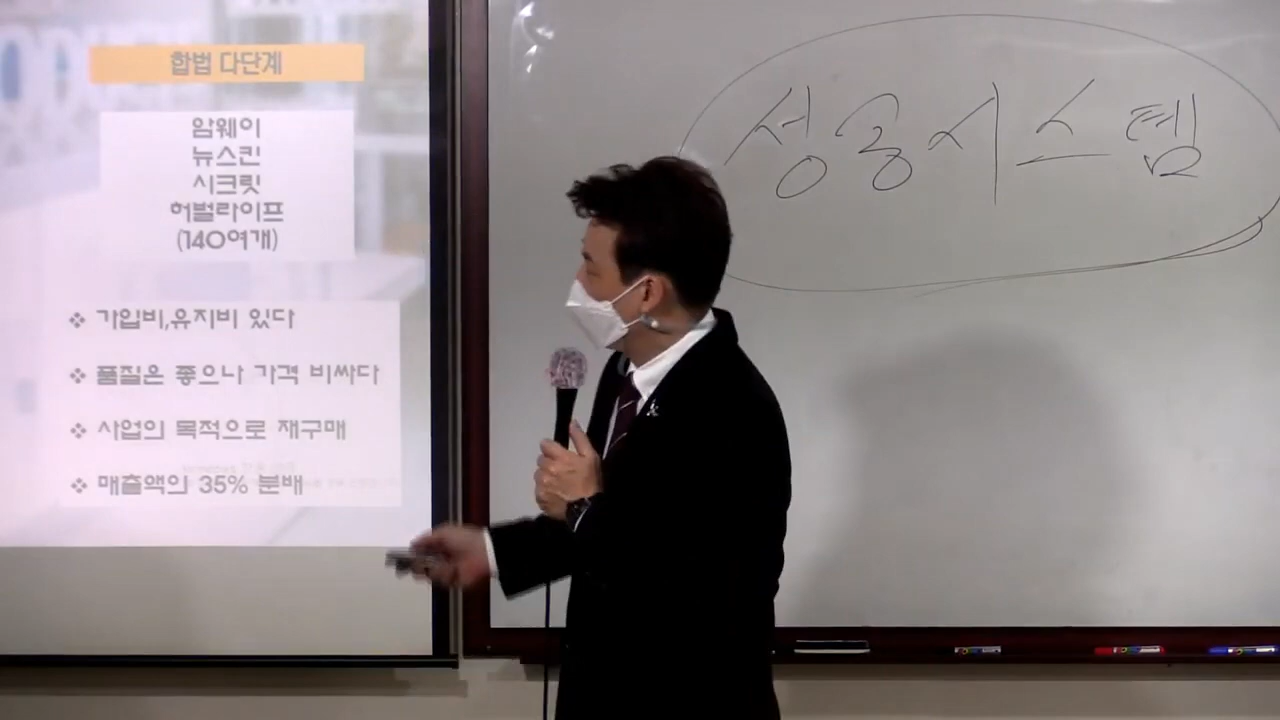 합법 다단계
암웨이
뉴스킨
시크릿
허벌라이프
(140여개)
❖ 가입비,유지비 있다
❖ 품질은 좋으나 가격 비싸다
❖ 사업의 목적으로 재구매
❖ 매출액의 35% 분배
성공시스템